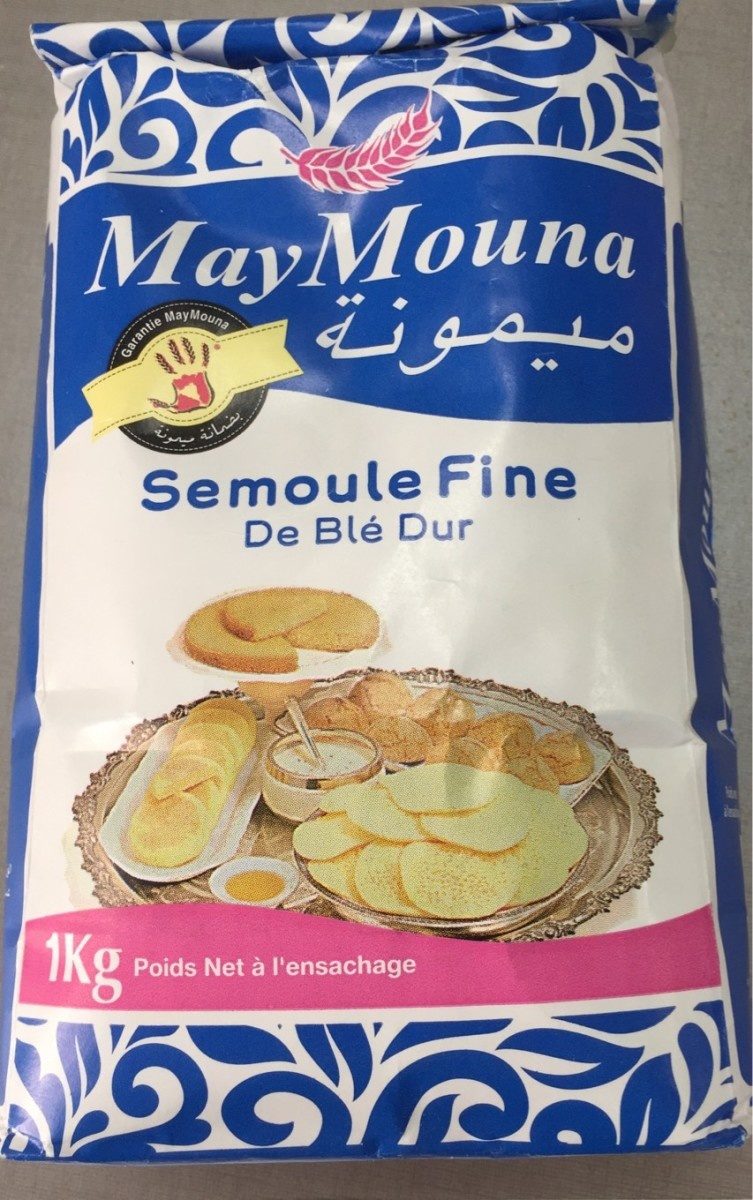 MayMouna
ميمونة
Garantie MayMouna
بضمانة ميمونة
Semoule Fine
De Blé Dur
1Kg Poids Net à l'ensachage